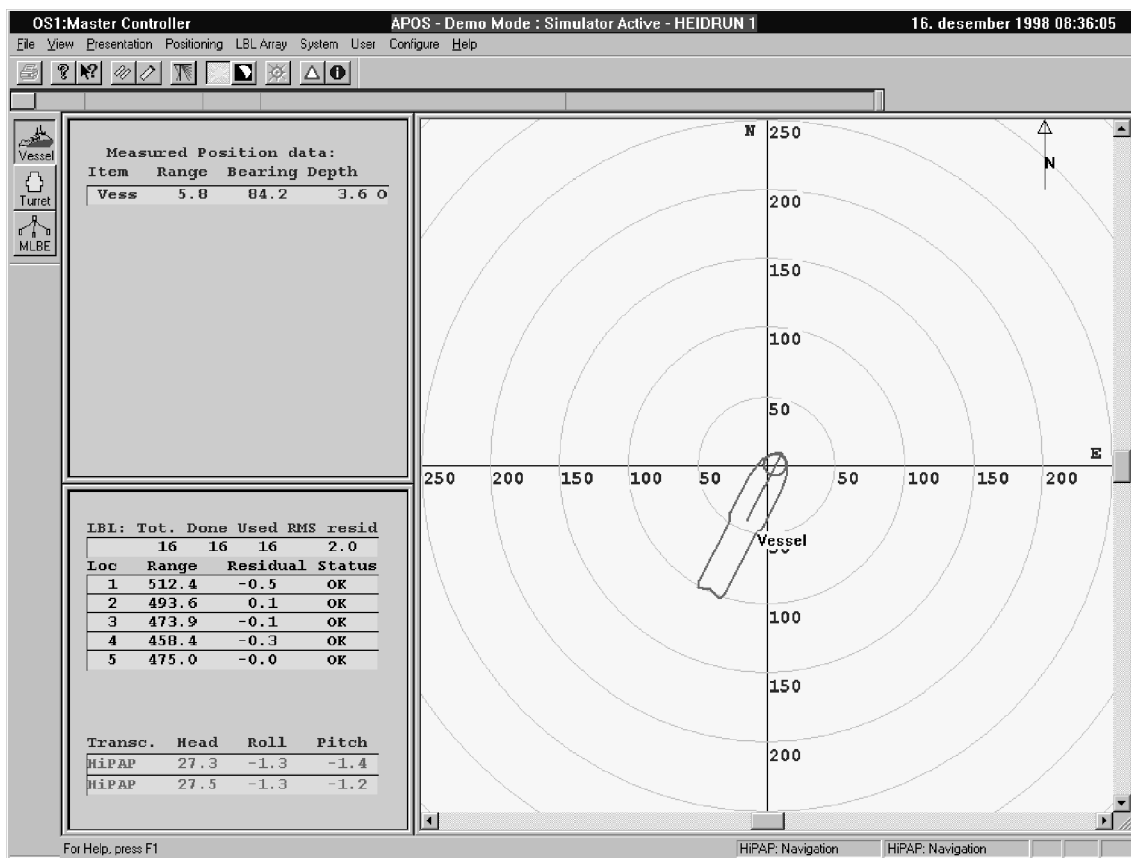 OS1:Master Controller APOS - Demo Mode : Simulator Active - HEIDRUN 1 16. desember 1998 08:36:05
File View Presentation Positioning LBL Array System User Configure Help
Vessel
Turret
MLBE
Measured Position data:
Item Range Bearing Depth
Vess 5.8 84.2 3.6 O
LBL: Tot. Done Used RMS resid
16 16 16 2.0
Loc Range Residual Status
1 512.4 -0.5 OK
2 493.6 0.1 OK
3 473.9 -0.1 OK
4 458.4 -0.3 OK
5 475.0 -0.0 OK
Transc. Head Roll Pitch
HiPAP 27.3 -1.3 -1.4
HiPAP 27.5 -1.3 -1.2
N 250
N
200
150
100
50
E
250 200 150 100 50 50 100 150 200
Vessel
100
150
200
For Help, press F1 HiPAP: Navigation HiPAP: Navigation